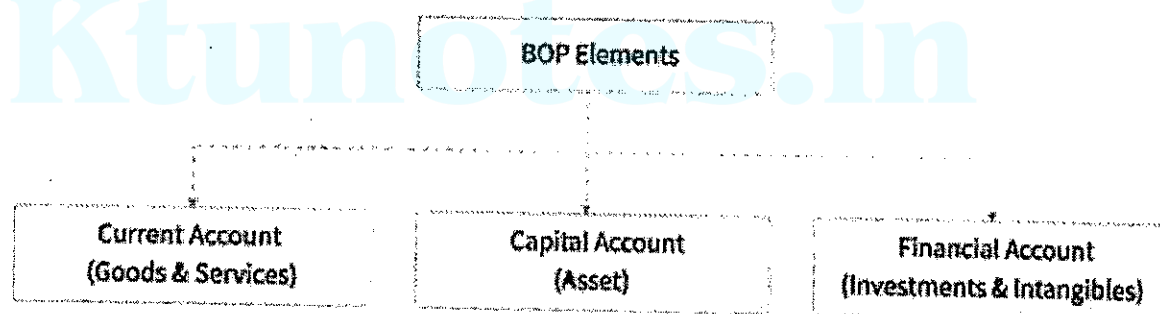 Ktunotes.in
BOP Elements
Current Account
(Goods & Services)
Capital Account
(Asset)
Financial Account
(Investments & Intangibles)